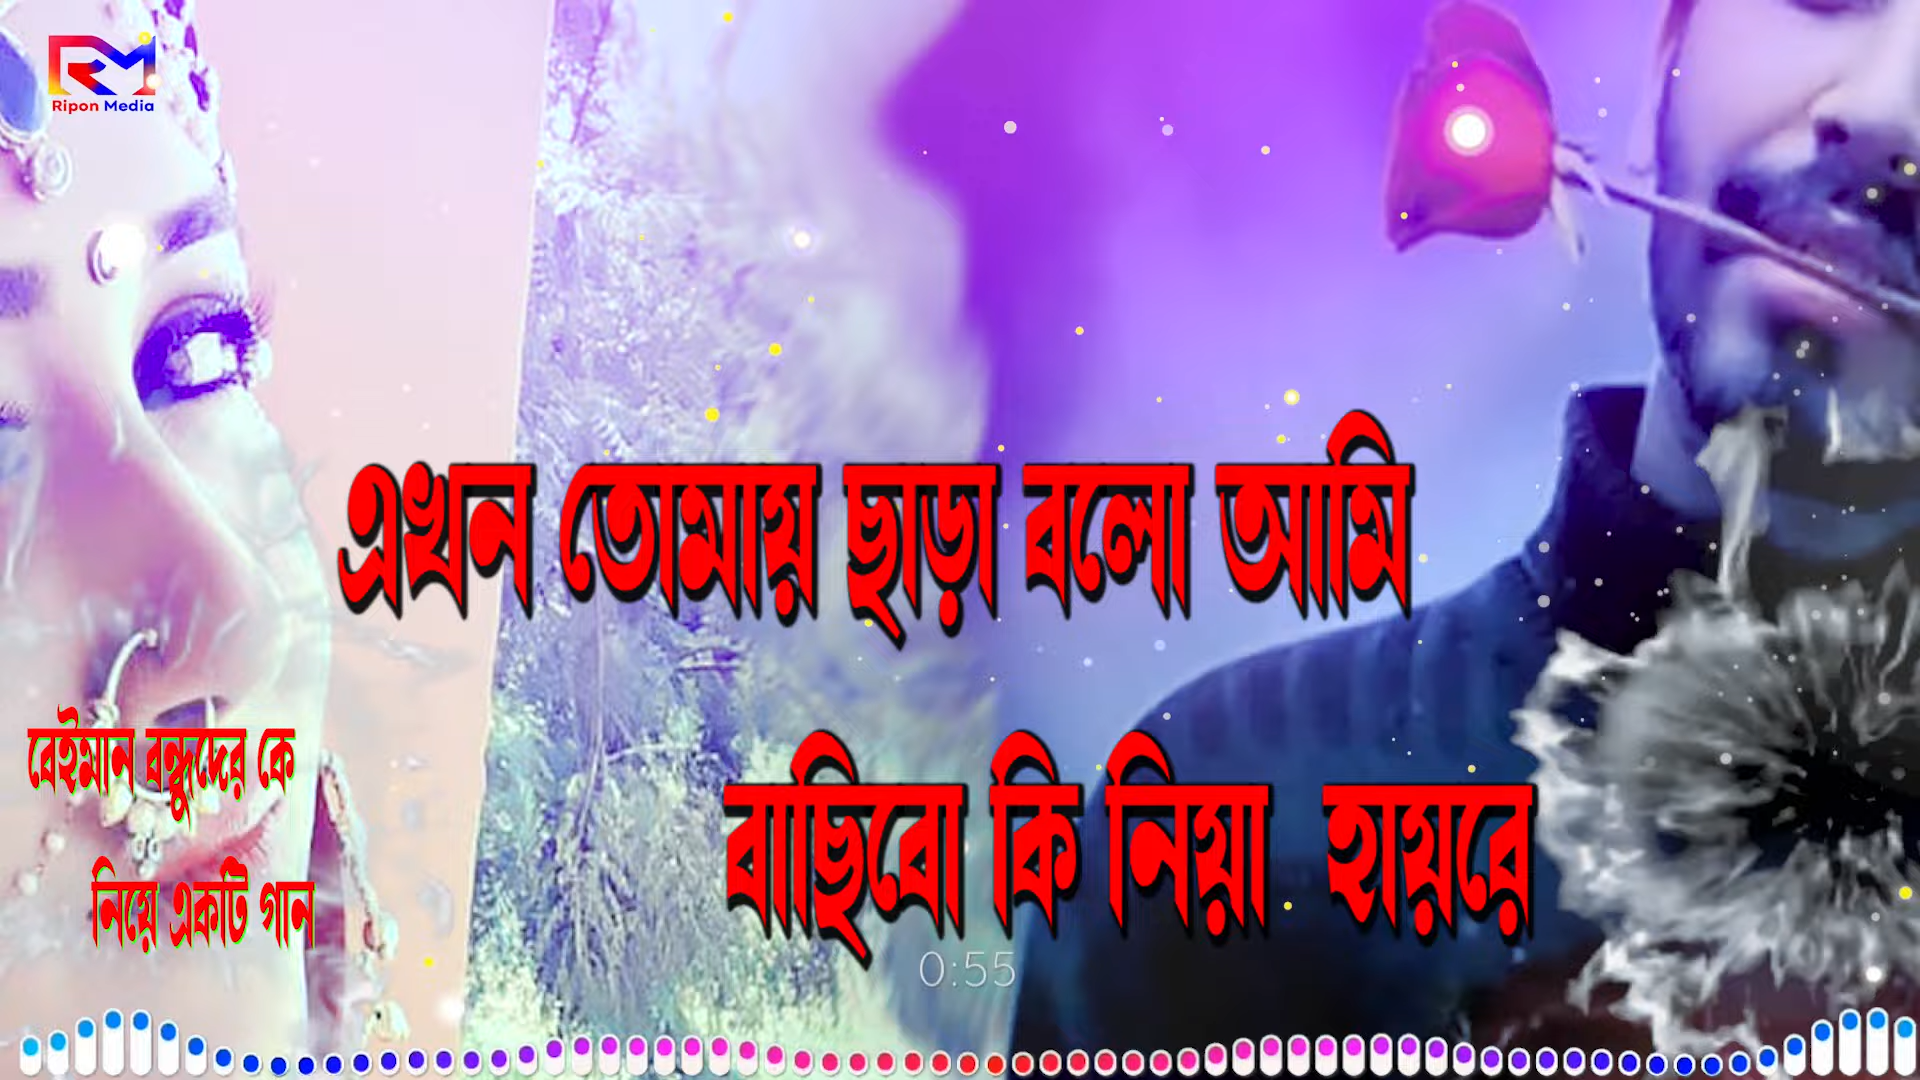 Ripon Media
এখন তোমায় ছাড়া বলো আমি
বাছিবো কি নিয়া হায়রে
বেইমান বন্ধুদের কে
নিয়ে একটি গান
0:55